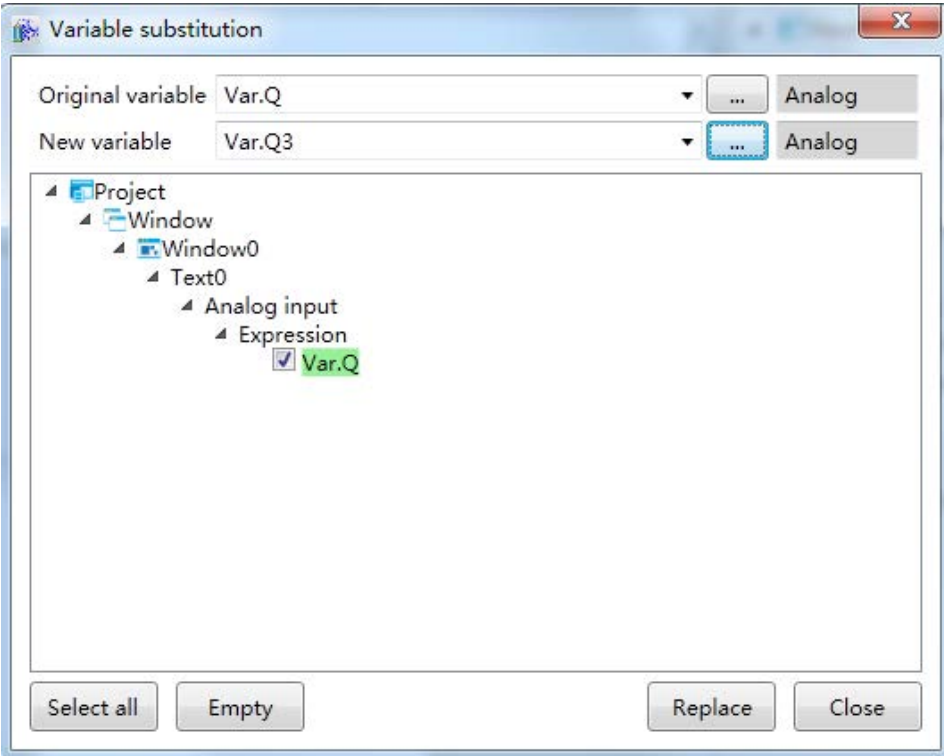 Variable substitution
Original variable Var.Q ... Analog
New variable Var.Q3 ... Analog
Project
Window
Window0
Text0
Analog input
Expression
Var.Q
Select all Empty Replace Close